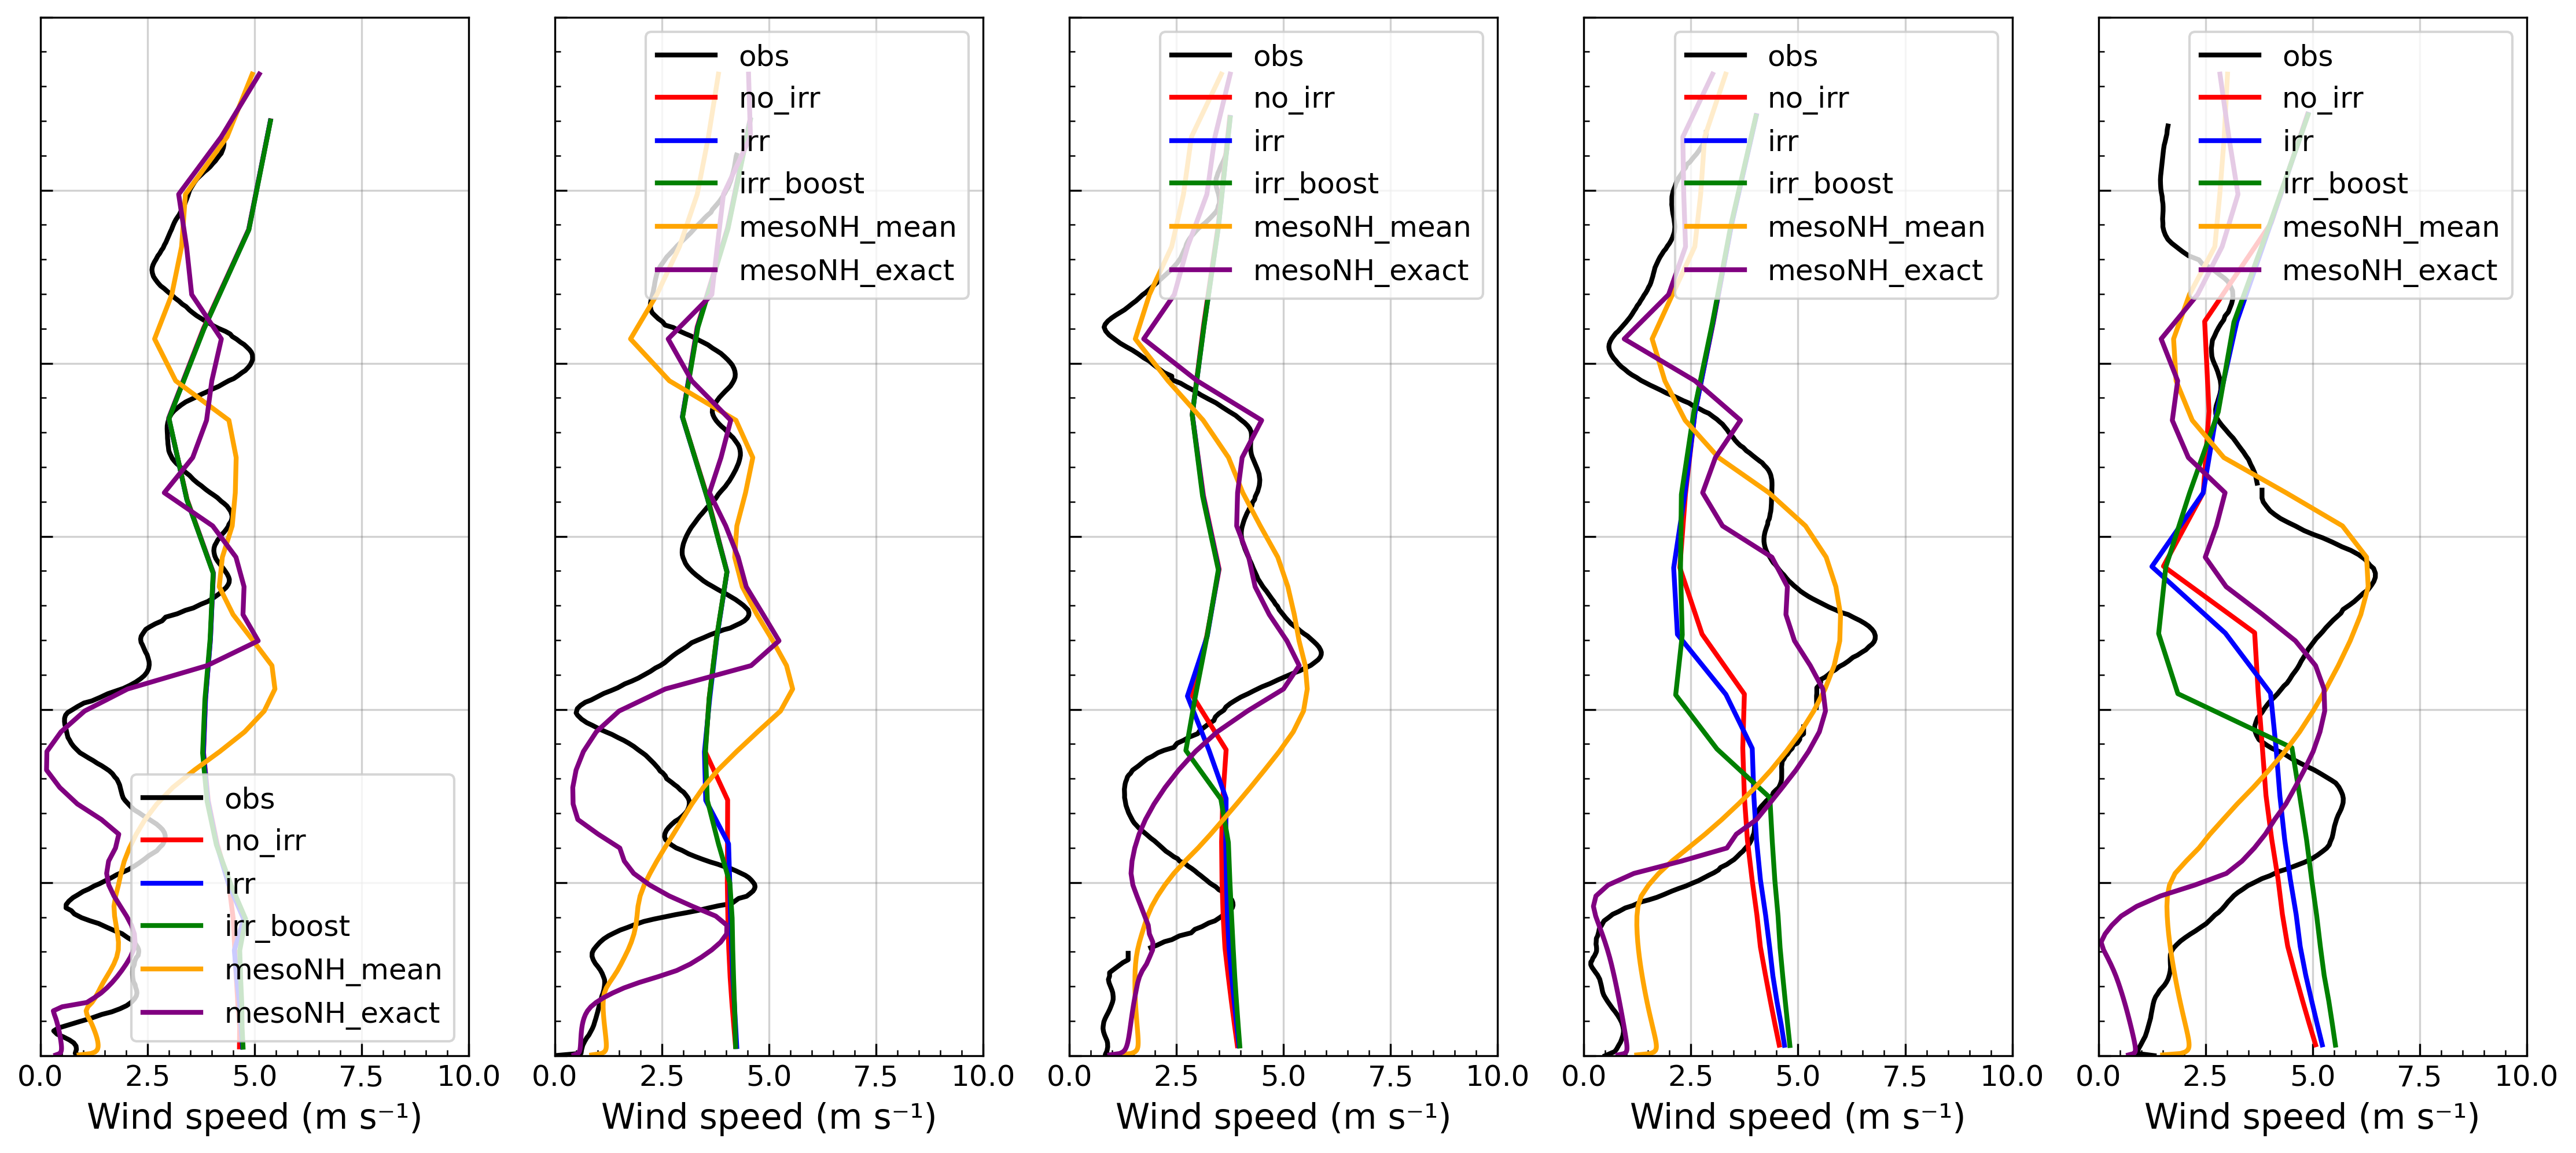 obs
no_irr
irr
irr_boost
mesoNH_mean
mesoNH_exact
0.0 2.5 5.0 7.5 10.0
Wind speed (m s⁻¹)
obs
no_irr
irr
irr_boost
mesoNH_mean
mesoNH_exact
0.0 2.5 5.0 7.5 10.0
Wind speed (m s⁻¹)
obs
no_irr
irr
irr_boost
mesoNH_mean
mesoNH_exact
0.0 2.5 5.0 7.5 10.0
Wind speed (m s⁻¹)
obs
no_irr
irr
irr_boost
mesoNH_mean
mesoNH_exact
0.0 2.5 5.0 7.5 10.0
Wind speed (m s⁻¹)
obs
no_irr
irr
irr_boost
mesoNH_mean
mesoNH_exact
0.0 2.5 5.0 7.5 10.0
Wind speed (m s⁻¹)